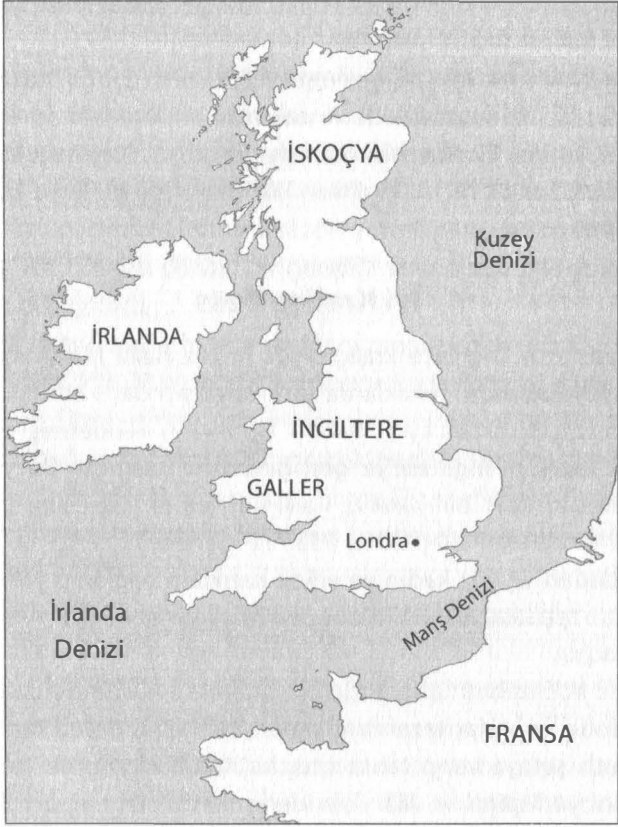 İSKOÇYA
Kuzey
Denizi
İRLANDA
İNGİLTERE
GALLER
Londra
İrlanda
Denizi
Manş Denizi
FRANSA